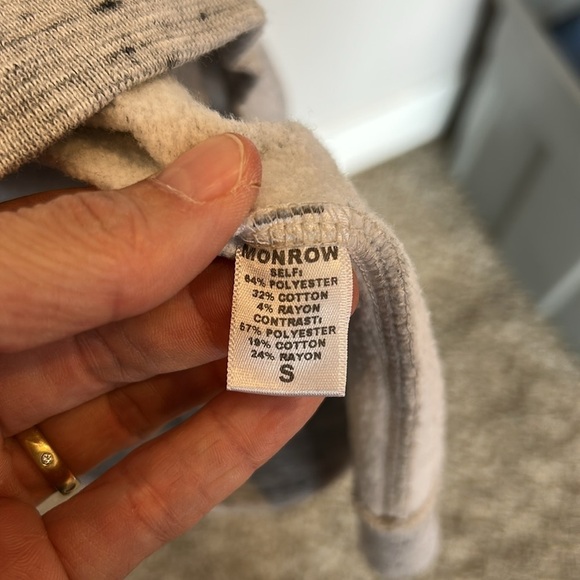 MONROW
SELF:
64% POLYESTER
32% COTTON
4% RAYON
CONTRAST:
57% POLYESTER
19% COTTON
24% RAYON
S